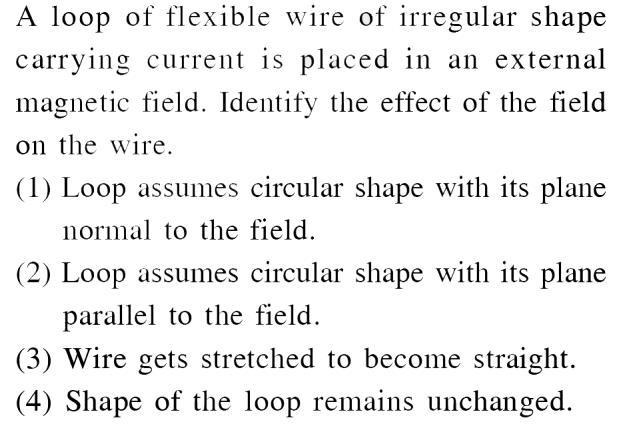 A loop of flexible wire of irregular shape
carrying current is placed in an external
magnetic field. Identify the effect of the field
on the wire.
(1) Loop assumes circular shape with its plane
normal to the field.
(2) Loop assumes circular shape with its plane
parallel to the field.
(3) Wire gets stretched to become straight.
(4) Shape of the loop remains unchanged.